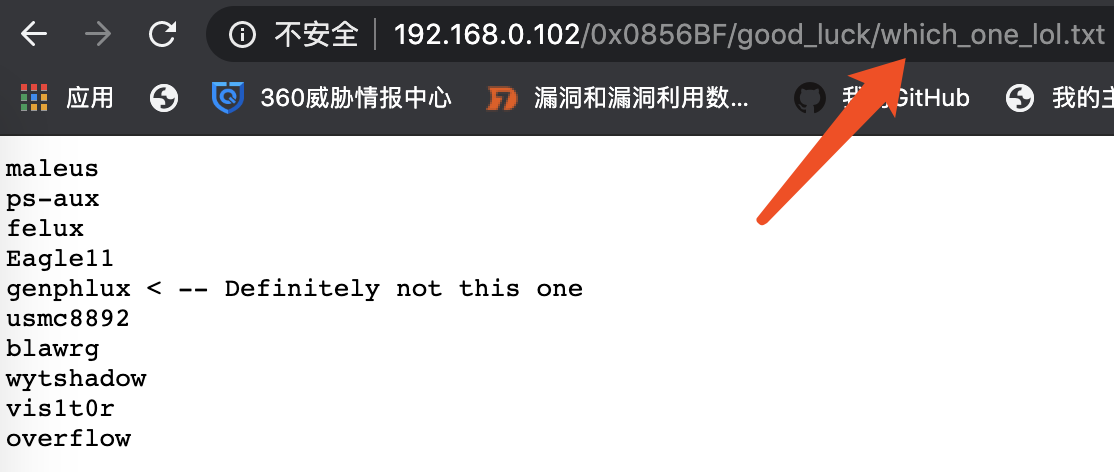 不安全 192.168.0.102/0x0856BF/good_luck/which_one_lol.txt
应用 360威胁情报中心 漏洞和漏洞利用数... GitHub 我的主
maleus
ps-aux
felux
Eagle11
genphlux < -- Definitely not this one
usmc8892
blawrg
wytshadow
vis1t0r
overflow